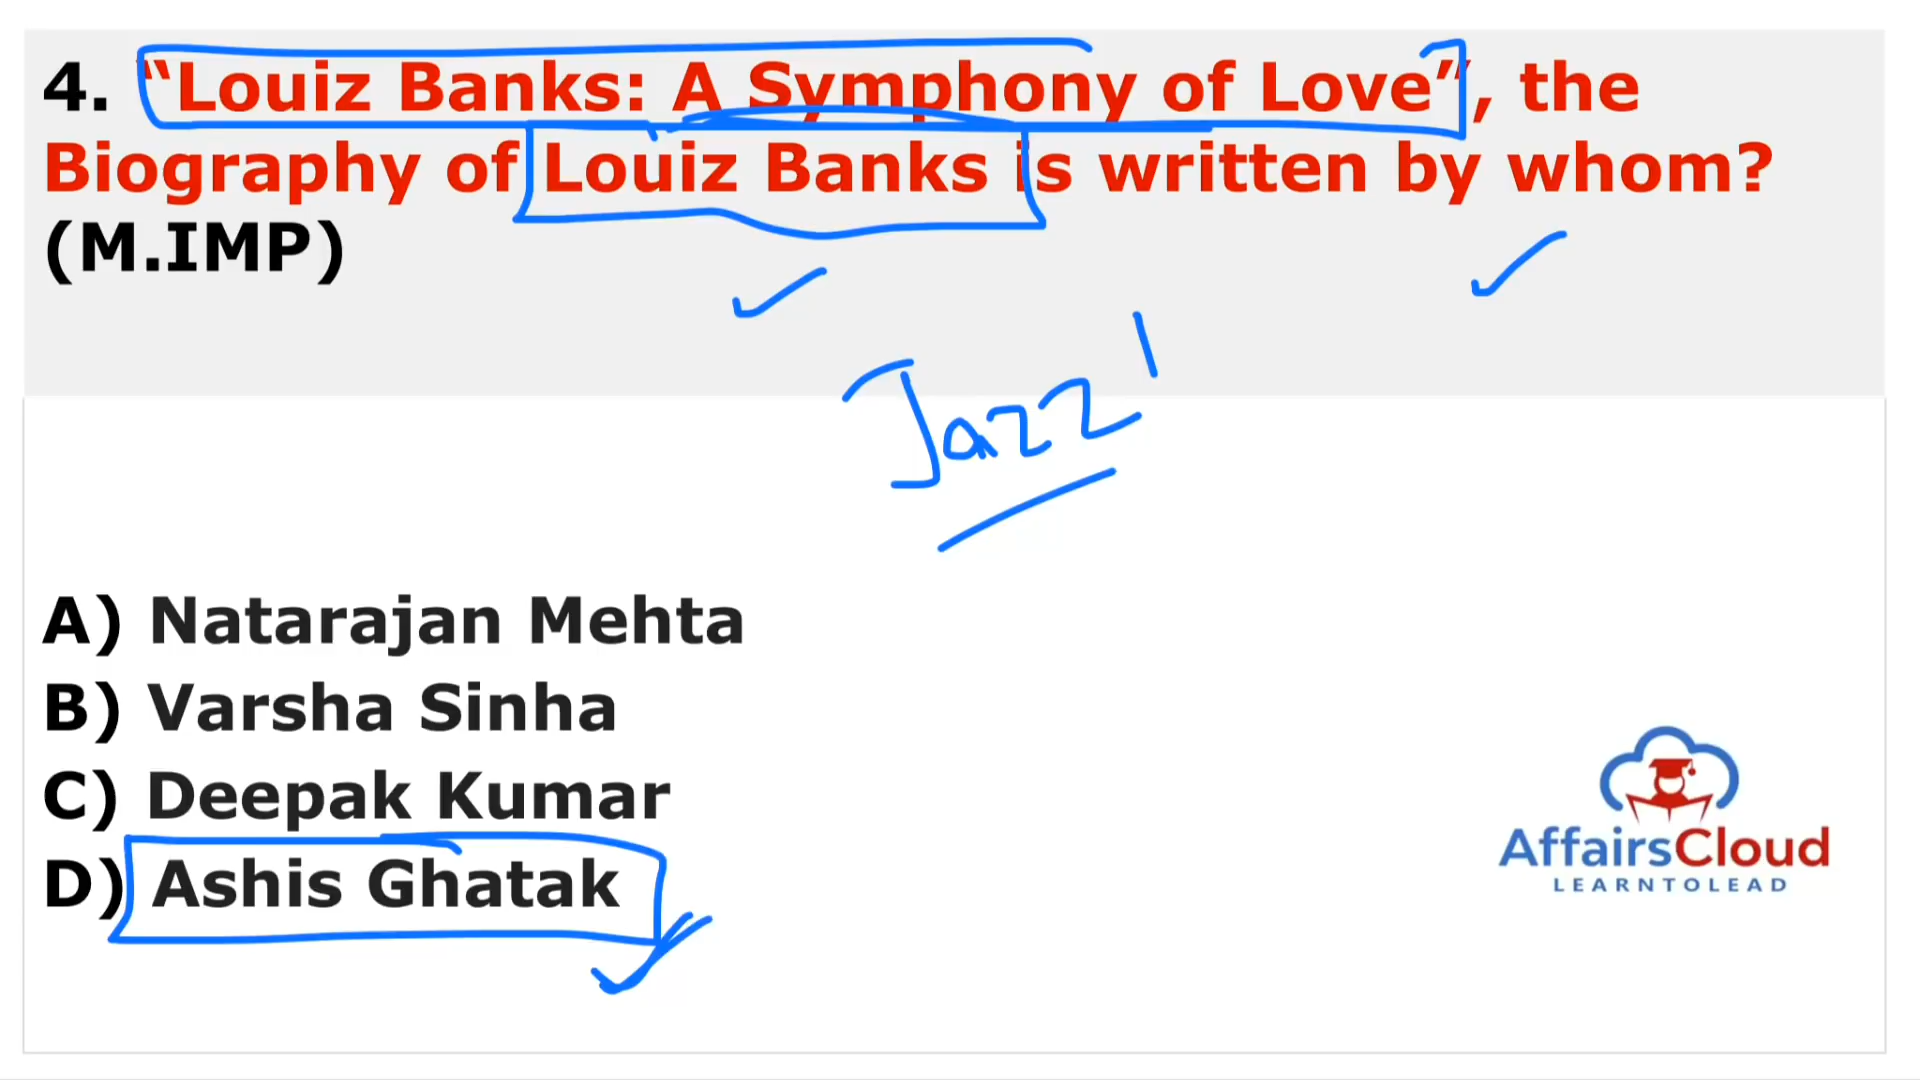 4. “Louiz Banks: A Symphony of Love”, the
Biography of Louiz Banks is written by whom?
(M.IMP)
Jazz'
A) Natarajan Mehta
B) Varsha Sinha
C) Deepak Kumar
D) Ashis Ghatak
AffairsCloud
LEARNTOLEAD